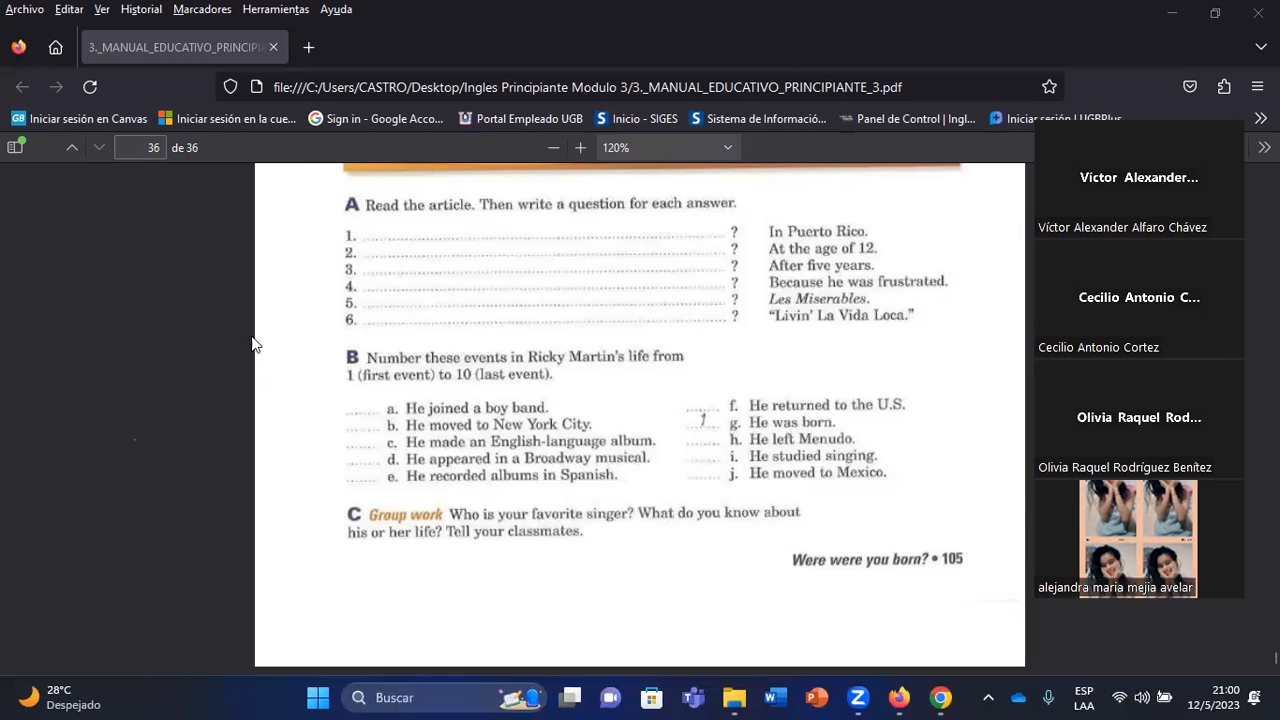 Archivo Editar Ver Historial Marcadores Herramientas Ayuda
3._MANUAL_EDUCATIVO_PRINCIPI
file:///C:/Users/CASTRO/Desktop/Ingles Principiante Modulo 3/3._MANUAL_EDUCATIVO_PRINCIPIANTE_3.pdf
GB Iniciar sesión en Canvas Iniciar sesión en la cue... Sign in - Google Acco... Portal Empleado UGB S Inicio - SIGES S Sistema de Informació... Panel de Control | Ingl... Iniciar sesión LUGBPlus
36 de 36 120%
A Read the article. Then write a question for each answer.
1. ? In Puerto Rico.
2. ? At the age of 12.
3. ? After five years.
4. ? Because he was frustrated.
5. ? Les Miserables.
6. ? “Livin’ La Vida Loca.”
B Number these events in Ricky Martin’s life from
1 (first event) to 10 (last event).
a. He joined a boy band.
b. He moved to New York City.
c. He made an English-language album.
d. He appeared in a Broadway musical.
e. He recorded albums in Spanish.
f. He returned to the U.S.
1 g. He was born.
h. He left Menudo.
i. He studied singing.
j. He moved to Mexico.
C Group work Who is your favorite singer? What do you know about
his or her life? Tell your classmates.
Were were you born? • 105
Víctor Alexander...
Víctor Alexander Alfaro Chávez
Cecilio Antonio C...
Cecilio Antonio Cortez
Olivia Raquel Rod...
Olivia Raquel Rodríguez Benítez
alejandra maria mejia avelar
28°C
Despejado
Buscar
ESP
LAA
21:00
12/5/2023